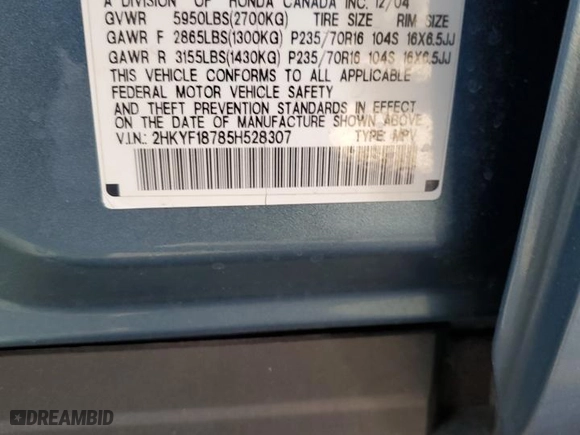 A DIVISION OF HONDA CANADA INC. 12/04
GVWR 5950LBS(2700KG) TIRE SIZE RIM SIZE
GAWR F 2865LBS(1300KG) P235/70R16 104S 16X6.5JJ
GAWR R 3155LBS(1430KG) P235/70R16 104S 16X6.5JJ
THIS VEHICLE CONFORMS TO ALL APPLICABLE
FEDERAL MOTOR VEHICLE SAFETY
AND THEFT PREVENTION STANDARDS IN EFFECT
ON THE DATE OF MANUFACTURE SHOWN ABOVE.
V.I.N.: 2HKYF18785H528307 TYPE: MPV
DREAMBID